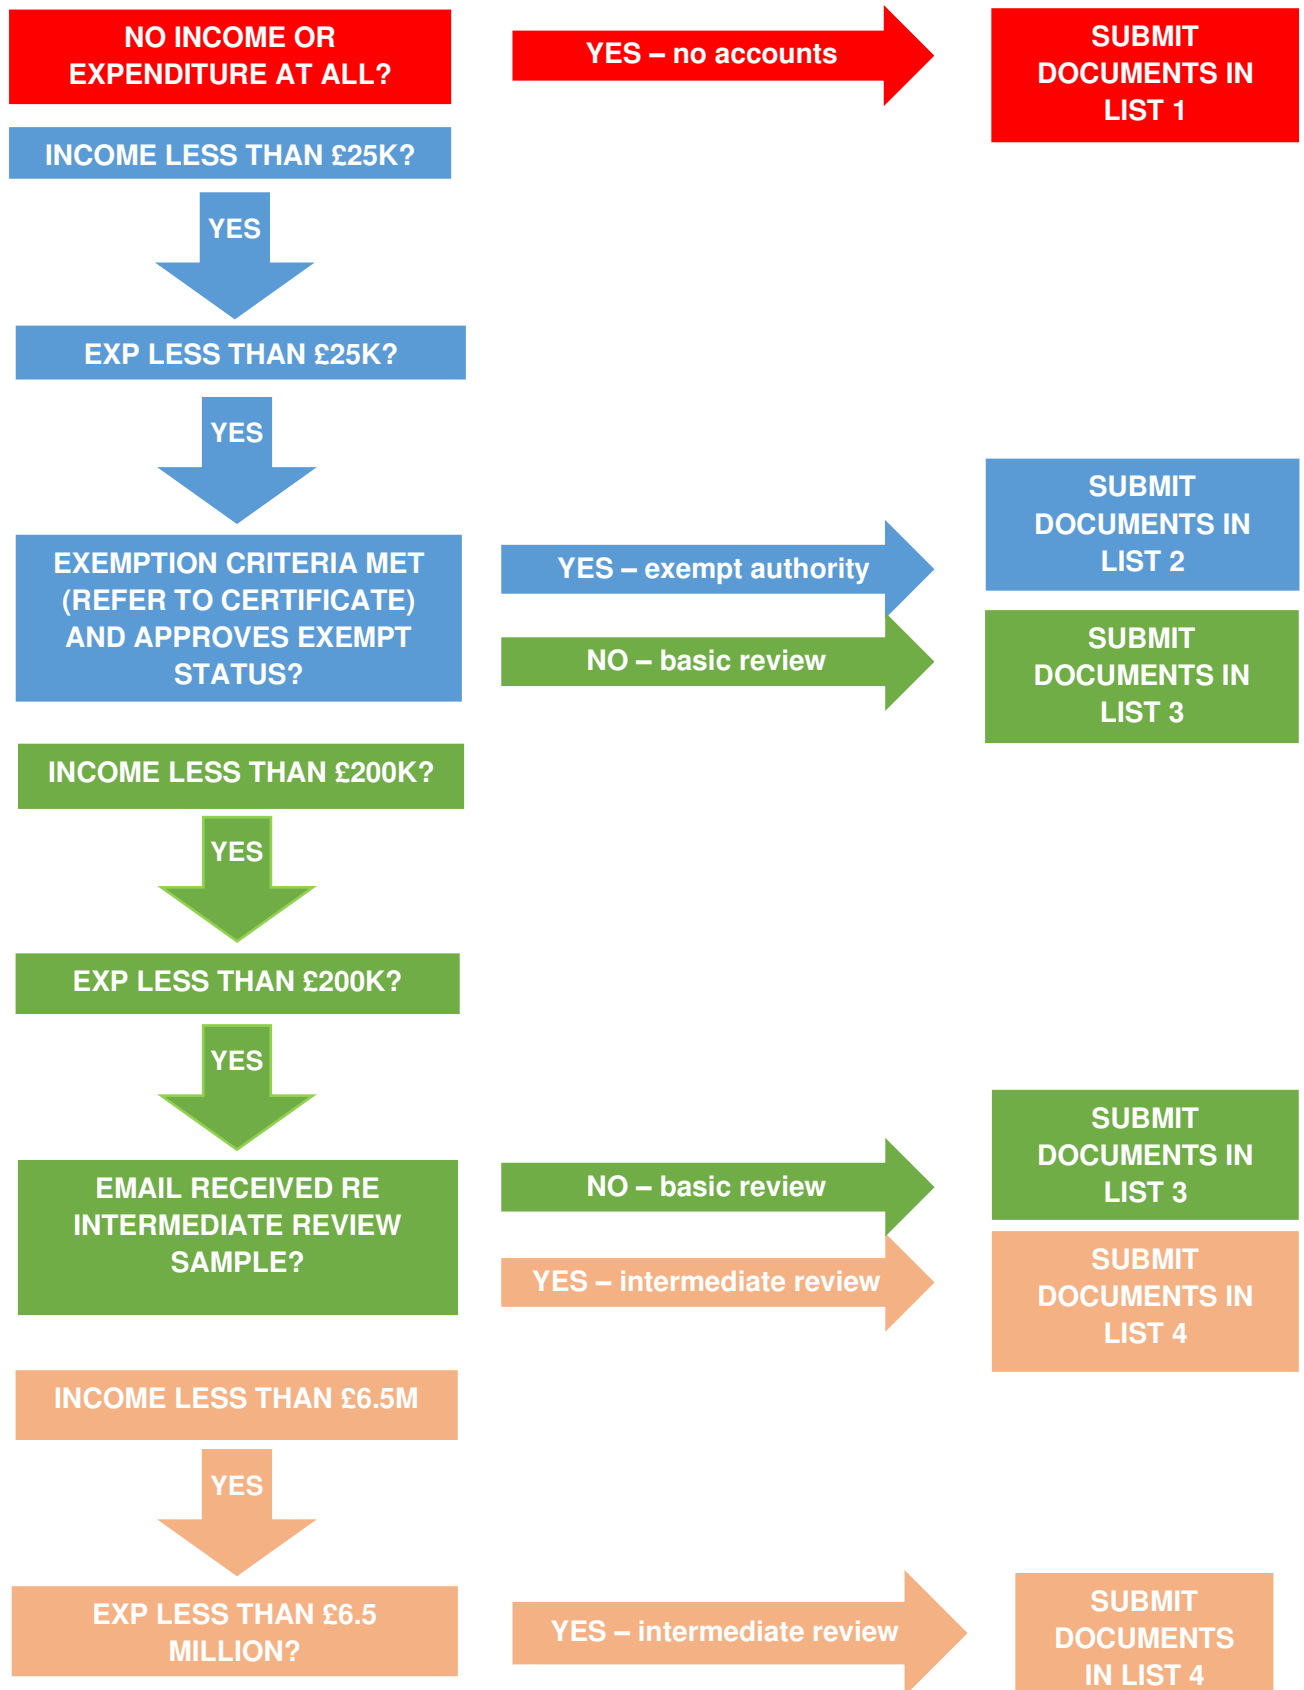 NO INCOME OR
EXPENDITURE AT ALL?
YES – no accounts
SUBMIT
DOCUMENTS IN
LIST 1
INCOME LESS THAN £25K?
YES
EXP LESS THAN £25K?
YES
EXEMPTION CRITERIA MET
(REFER TO CERTIFICATE)
AND APPROVES EXEMPT
STATUS?
YES – exempt authority
SUBMIT
DOCUMENTS IN
LIST 2
NO – basic review
SUBMIT
DOCUMENTS IN
LIST 3
INCOME LESS THAN £200K?
YES
EXP LESS THAN £200K?
YES
EMAIL RECEIVED RE
INTERMEDIATE REVIEW
SAMPLE?
NO – basic review
SUBMIT
DOCUMENTS IN
LIST 3
YES – intermediate review
SUBMIT
DOCUMENTS IN
LIST 4
INCOME LESS THAN £6.5M
YES
EXP LESS THAN £6.5
MILLION?
YES – intermediate review
SUBMIT
DOCUMENTS
IN LIST 4